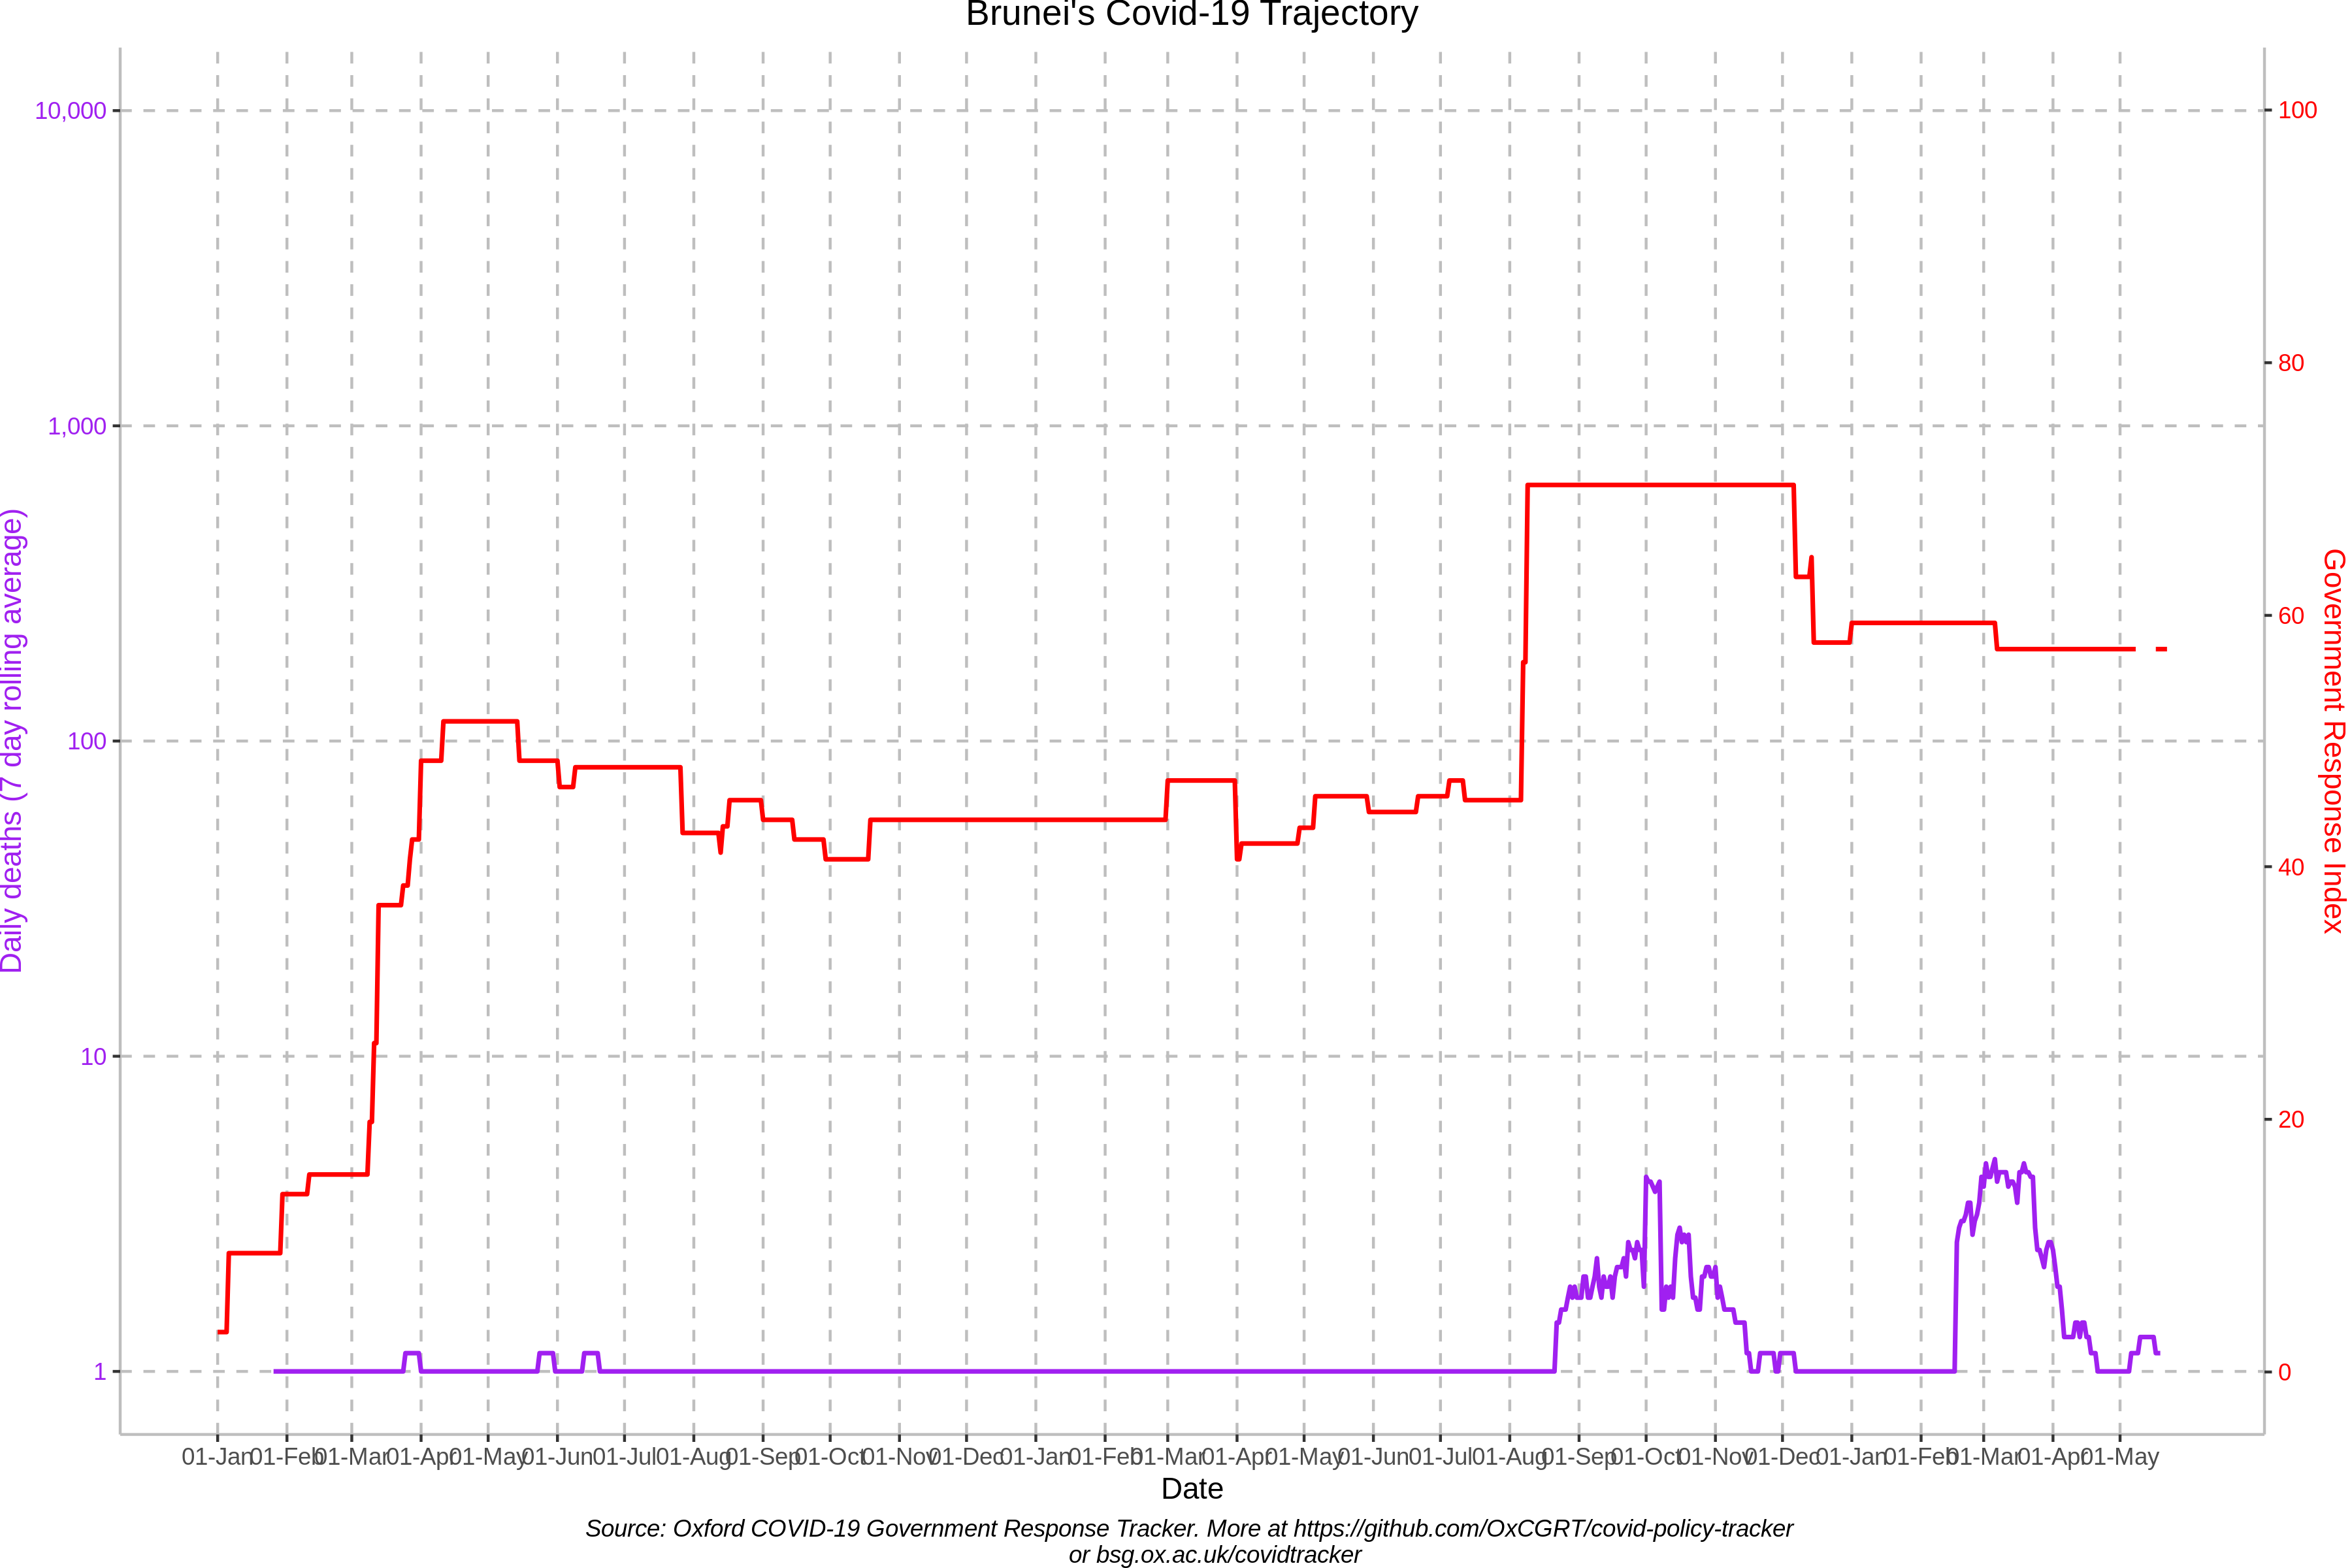 Brunei's Covid-19 Trajectory
10,000
1,000
100
10
1
Daily deaths (7 day rolling average)
100
80
60
40
20
0
Government Response Index
01-Jan 01-Feb 01-Mar 01-Apr 01-May 01-Jun 01-Jul 01-Aug 01-Sep 01-Oct 01-Nov 01-Dec 01-Jan 01-Feb 01-Mar 01-Apr 01-May 01-Jun 01-Jul 01-Aug 01-Sep 01-Oct 01-Nov 01-Dec 01-Jan 01-Feb 01-Mar 01-Apr 01-May
Date
Source: Oxford COVID-19 Government Response Tracker. More at https://github.com/OxCGRT/covid-policy-tracker
or bsg.ox.ac.uk/covidtracker